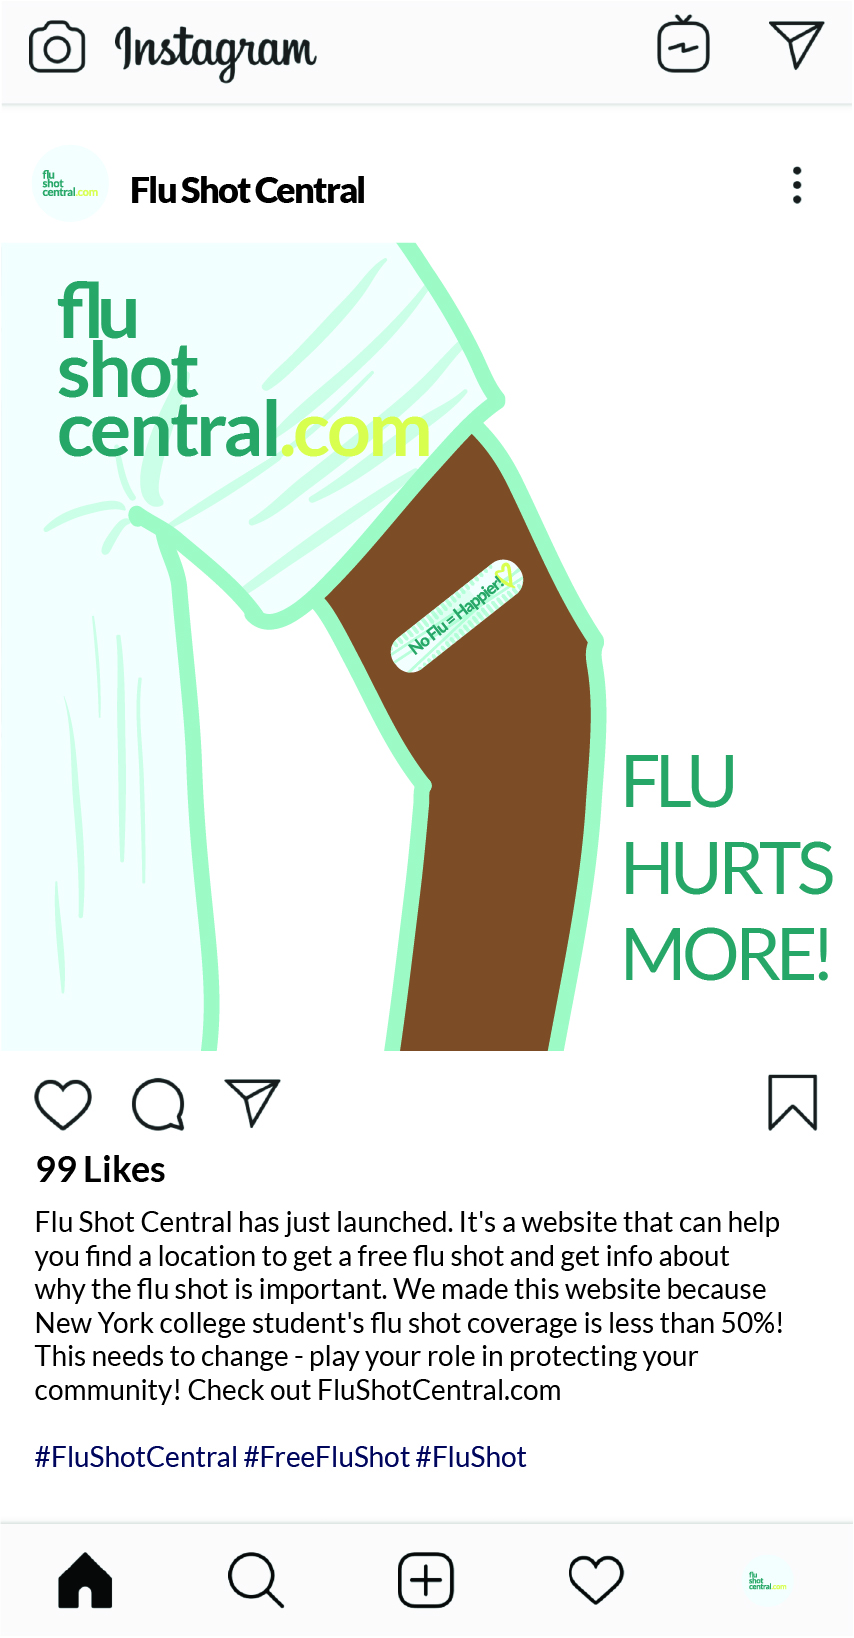 Instagram
flu
shot
central.com
Flu Shot Central
flu
shot
central.com
No Flu = Happier!
FLU
HURTS
MORE!
99 Likes
Flu Shot Central has just launched. It's a website that can help
you find a location to get a free flu shot and get info about
why the flu shot is important. We made this website because
New York college student's flu shot coverage is less than 50%!
This needs to change - play your role in protecting your
community! Check out FluShotCentral.com
#FluShotCentral #FreeFluShot #FluShot
flu
shot
central.com